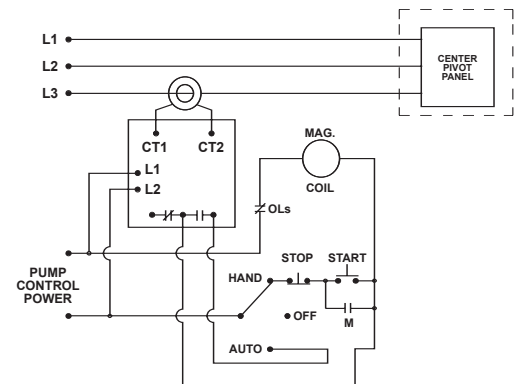 L1
L2
L3
CENTER
PIVOT
PANEL
CT1
CT2
L1
L2
MAG.
COIL
OLs
PUMP
CONTROL
POWER
HAND
STOP
START
OFF
M
AUTO